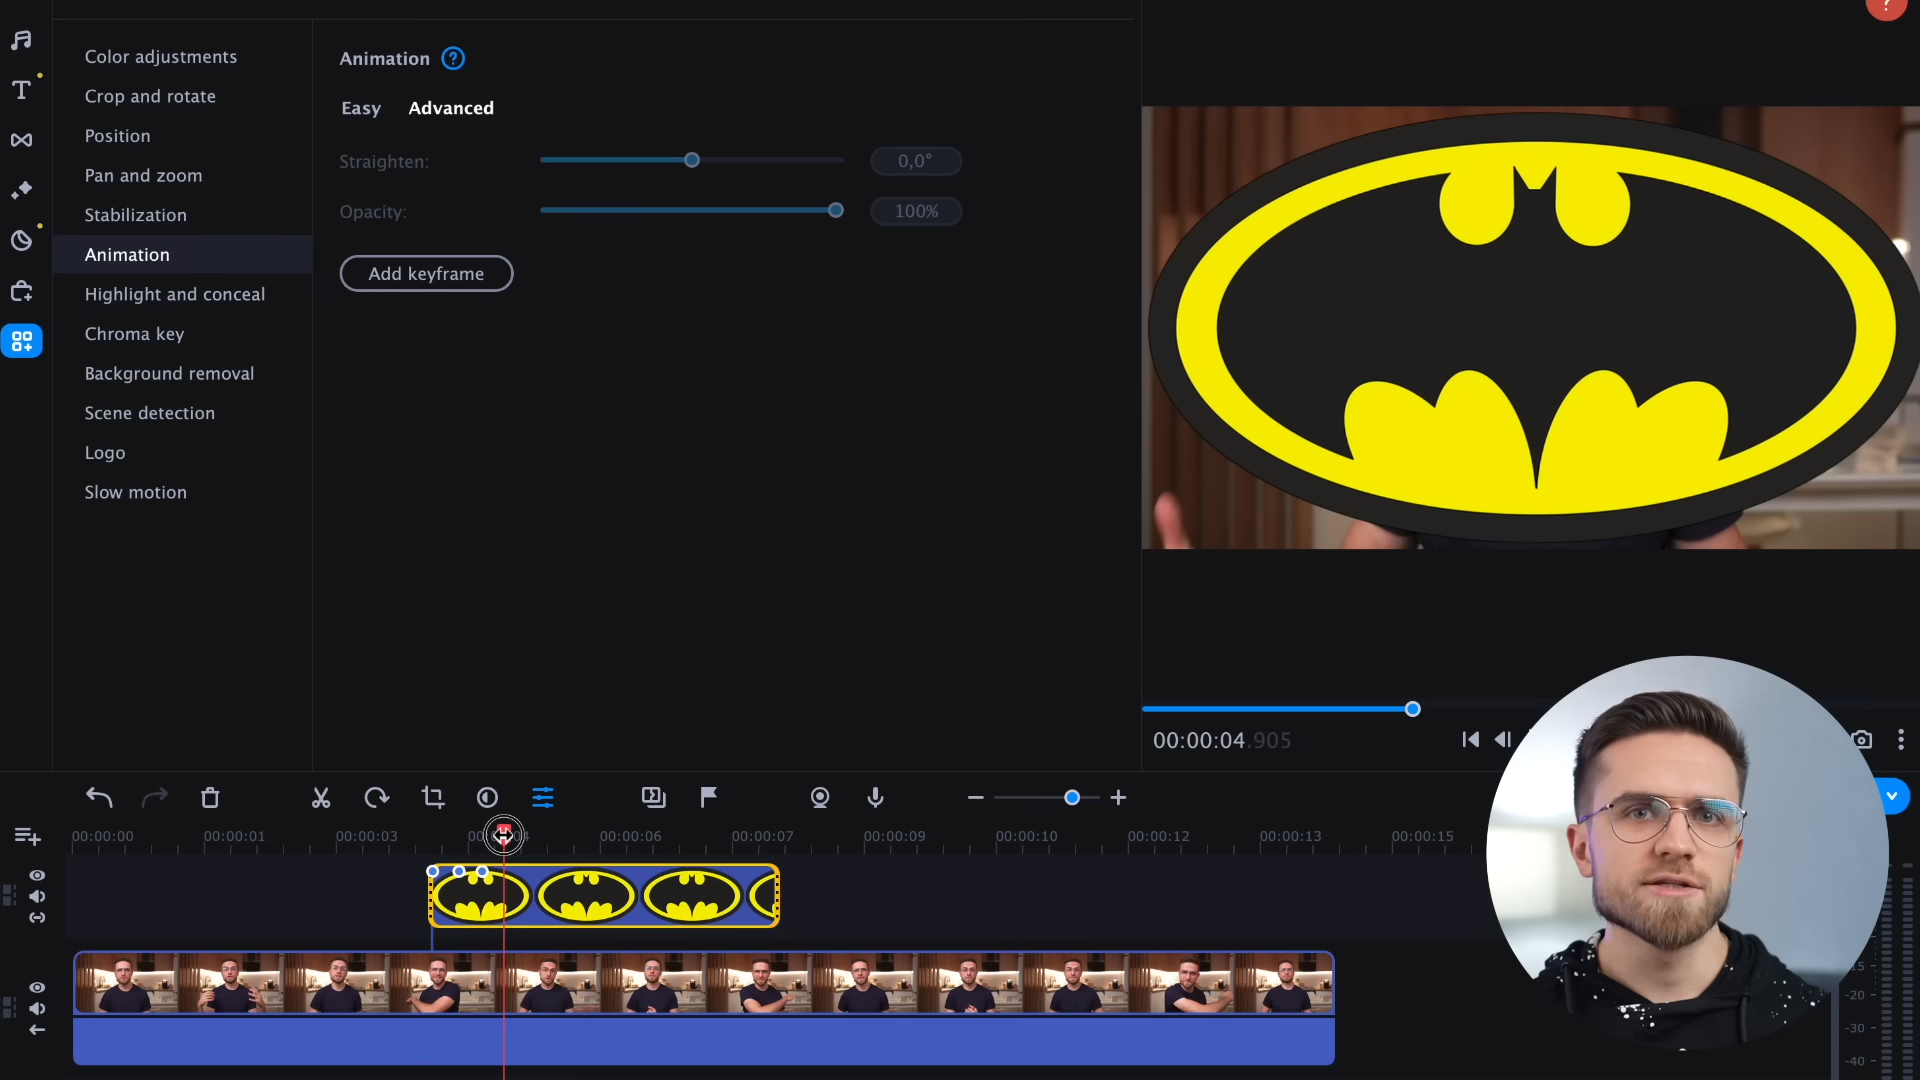 ?
Color adjustments
Crop and rotate
Position
Pan and zoom
Stabilization
Animation
Highlight and conceal
Chroma key
Background removal
Scene detection
Logo
Slow motion
Animation ?
Easy Advanced
Straighten: 0,0°
Opacity: 100%
Add keyframe
00:00:04.905
00:00:00 00:00:01 00:00:03 00:00:06 00:00:07 00:00:09 00:00:10 00:00:12 00:00:13 00:00:15
-20
-30
-40